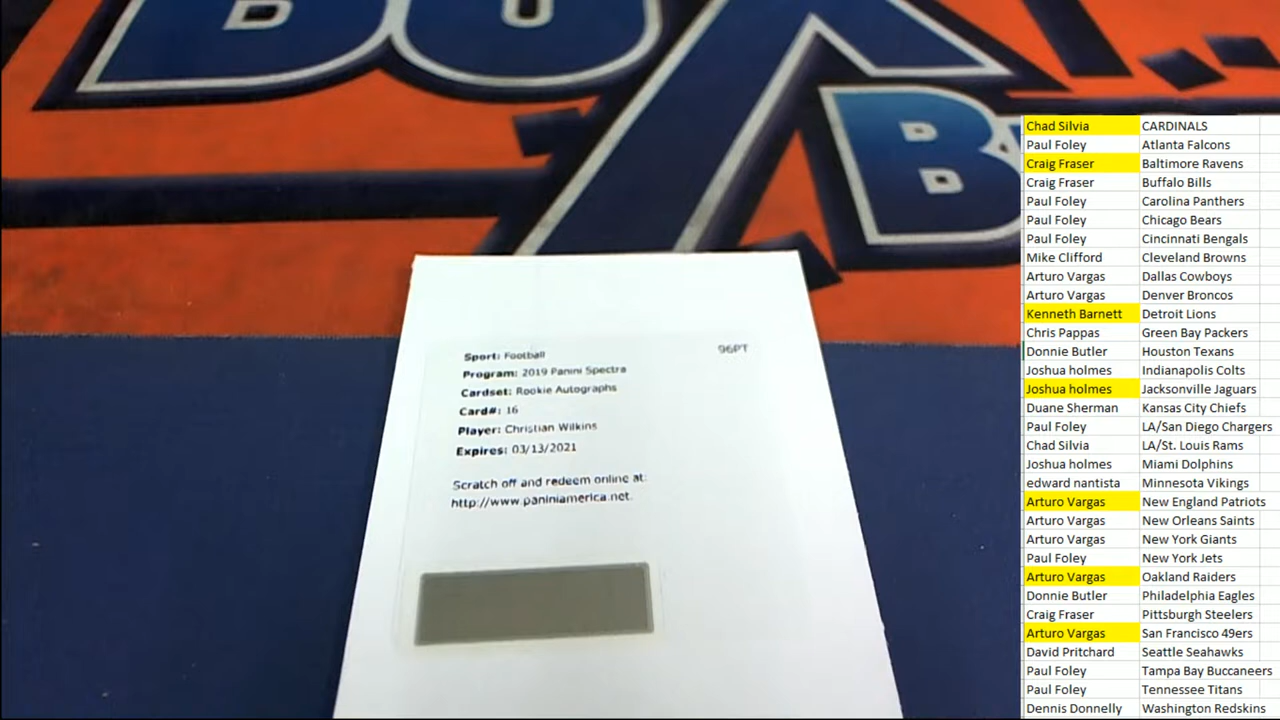 BO
B
Sport: Football
96PT
Program: 2019 Panini Spectra
Cardset: Rookie Autographs
Card#: 16
Player: Christian Wilkins
Expires: 03/13/2021
Scratch off and redeem online at:
http://www.paniniamerica.net.
Chad Silvia CARDINALS
Paul Foley Atlanta Falcons
Craig Fraser Baltimore Ravens
Craig Fraser Buffalo Bills
Paul Foley Carolina Panthers
Paul Foley Chicago Bears
Paul Foley Cincinnati Bengals
Mike Clifford Cleveland Browns
Arturo Vargas Dallas Cowboys
Arturo Vargas Denver Broncos
Kenneth Barnett Detroit Lions
Chris Pappas Green Bay Packers
Donnie Butler Houston Texans
Joshua holmes Indianapolis Colts
Joshua holmes Jacksonville Jaguars
Duane Sherman Kansas City Chiefs
Paul Foley LA/San Diego Chargers
Chad Silvia LA/St. Louis Rams
Joshua holmes Miami Dolphins
edward nantista Minnesota Vikings
Arturo Vargas New England Patriots
Arturo Vargas New Orleans Saints
Arturo Vargas New York Giants
Paul Foley New York Jets
Arturo Vargas Oakland Raiders
Donnie Butler Philadelphia Eagles
Craig Fraser Pittsburgh Steelers
Arturo Vargas San Francisco 49ers
David Pritchard Seattle Seahawks
Paul Foley Tampa Bay Buccaneers
Paul Foley Tennessee Titans
Dennis Donnelly Washington Redskins